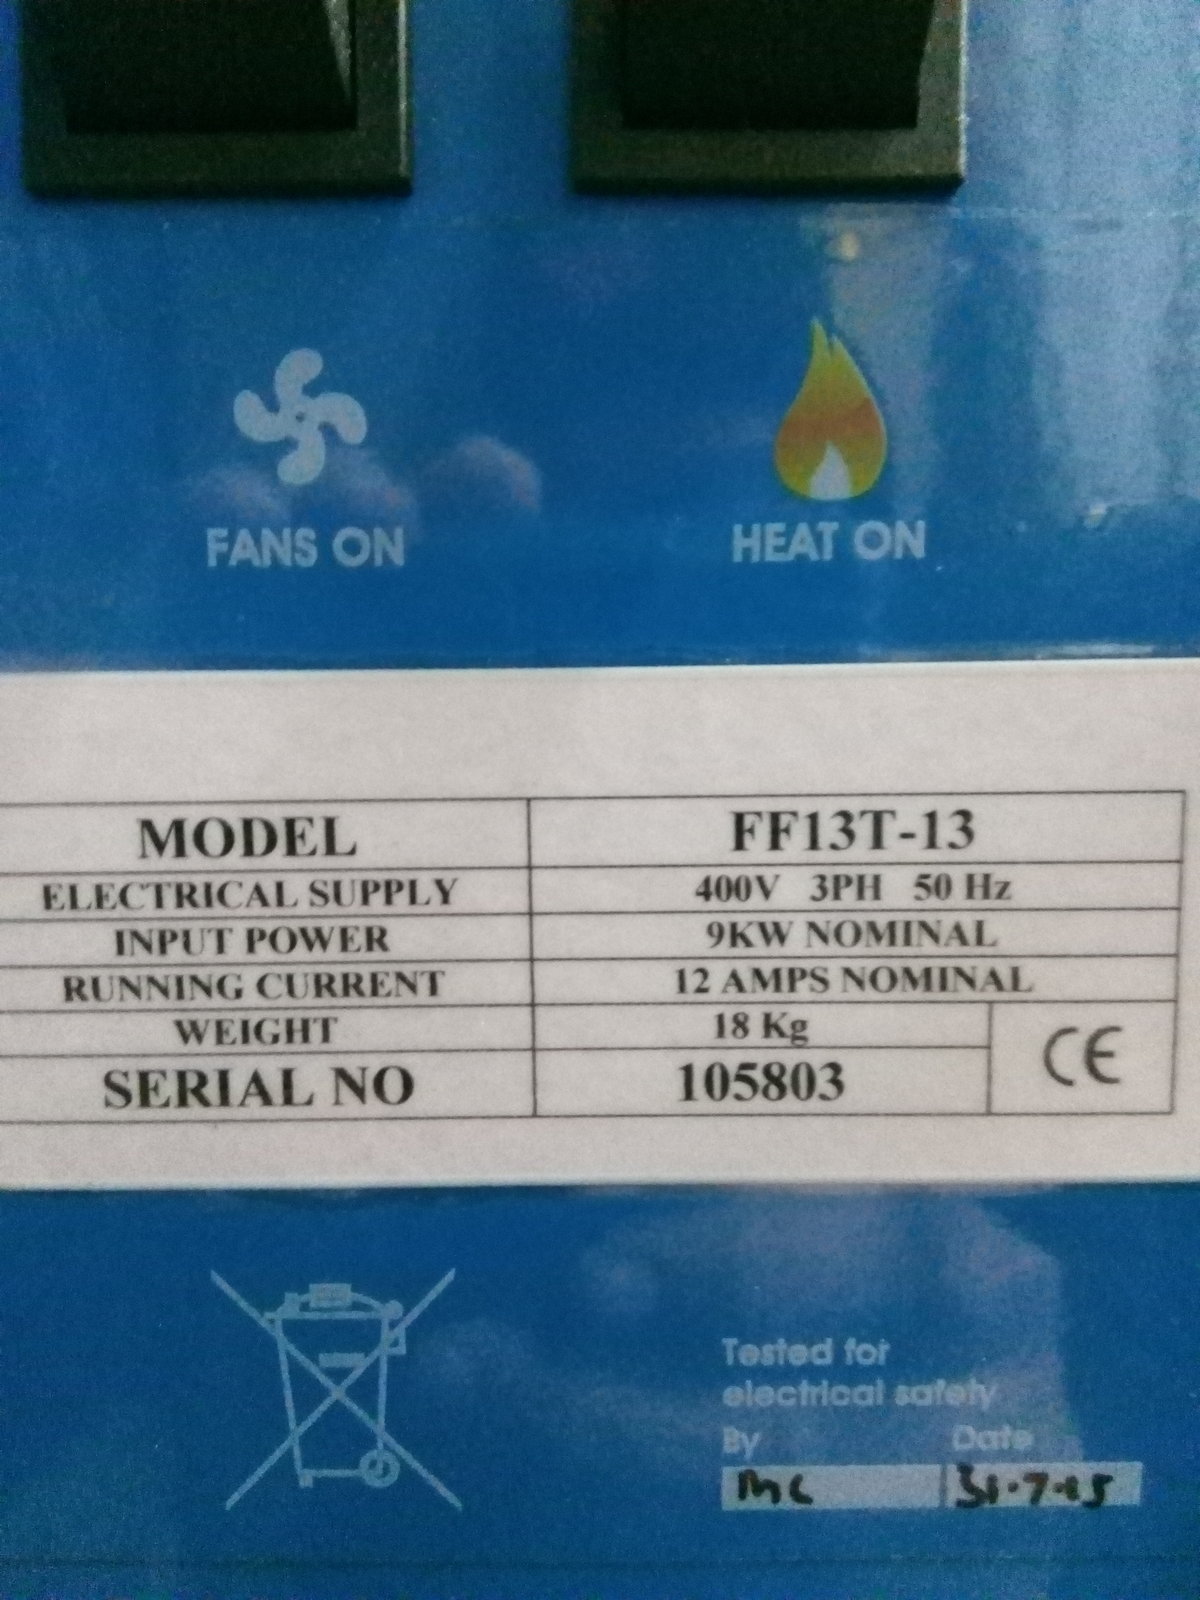 FANS ON
HEAT ON
MODEL FF13T-13
ELECTRICAL SUPPLY 400V 3PH 50 Hz
INPUT POWER 9KW NOMINAL
RUNNING CURRENT 12 AMPS NOMINAL
WEIGHT 18 Kg
SERIAL NO 105803
CE
Tested for
electrical safety
By Date
MC 31-7-15